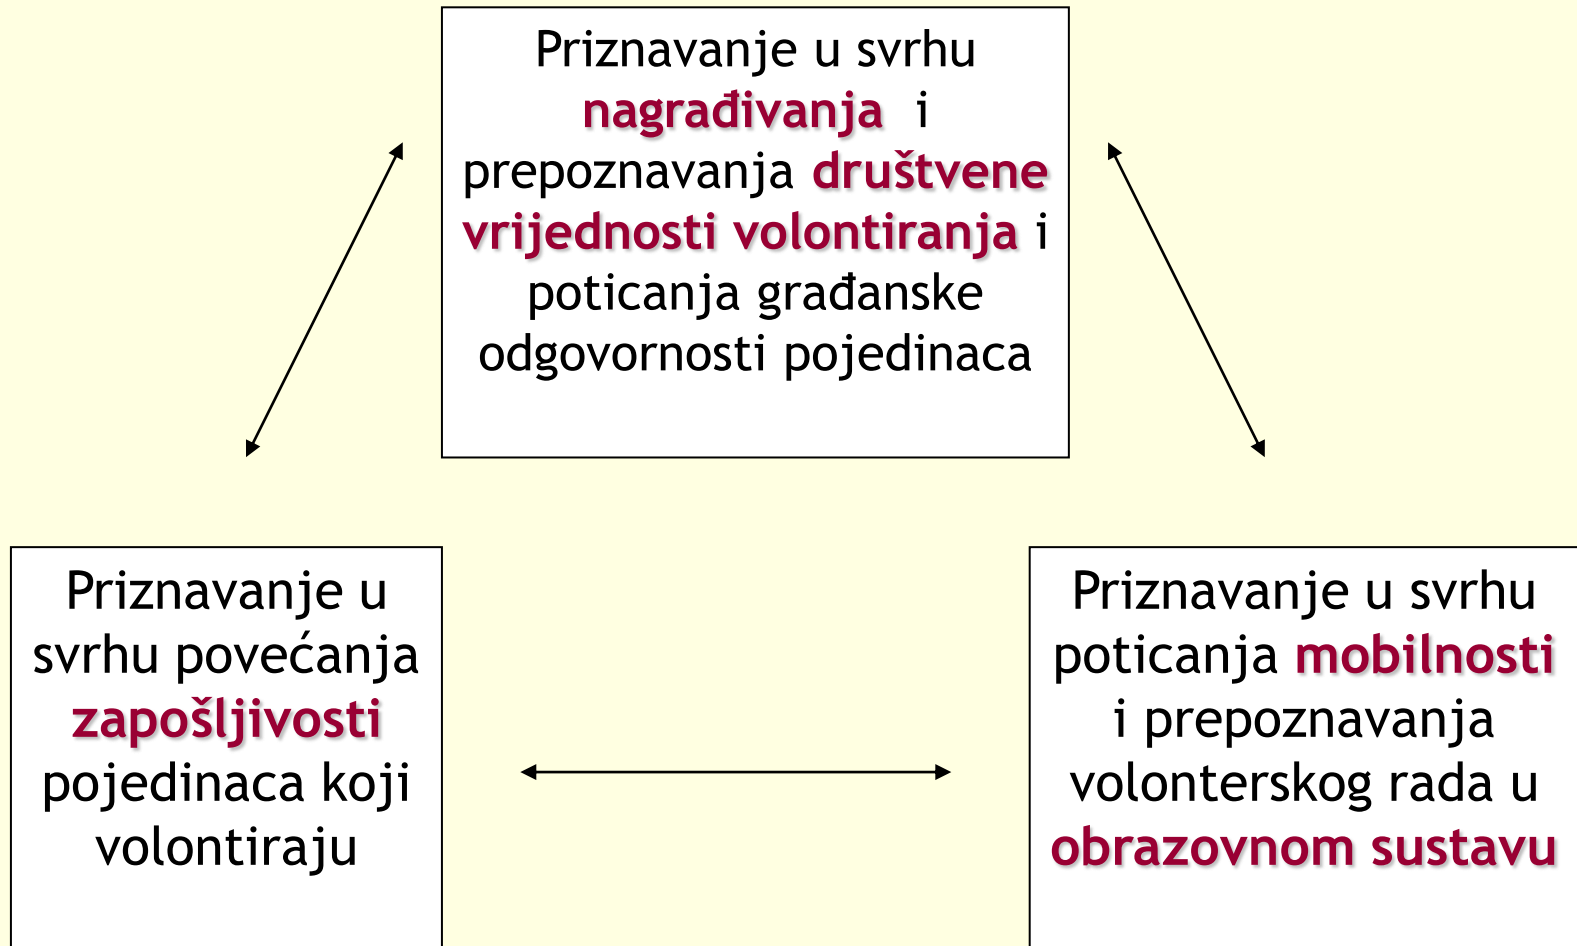 Priznavanje u svrhu
nagrađivanja i
prepoznavanja društvene
vrijednosti volontiranja i
poticanja građanske
odgovornosti pojedinaca
Priznavanje u
svrhu povećanja
zapošljivosti
pojedinaca koji
volontiraju
Priznavanje u svrhu
poticanja mobilnosti
i prepoznavanja
volonterskog rada u
obrazovnom sustavu